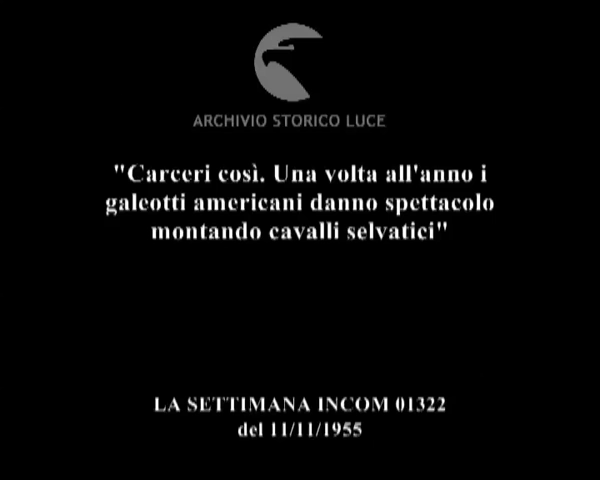 ARCHIVIO STORICO LUCE
"Carceri così. Una volta all'anno i
galeotti americani danno spettacolo
montando cavalli selvatici"
LA SETTIMANA INCOM 01322
del 11/11/1955